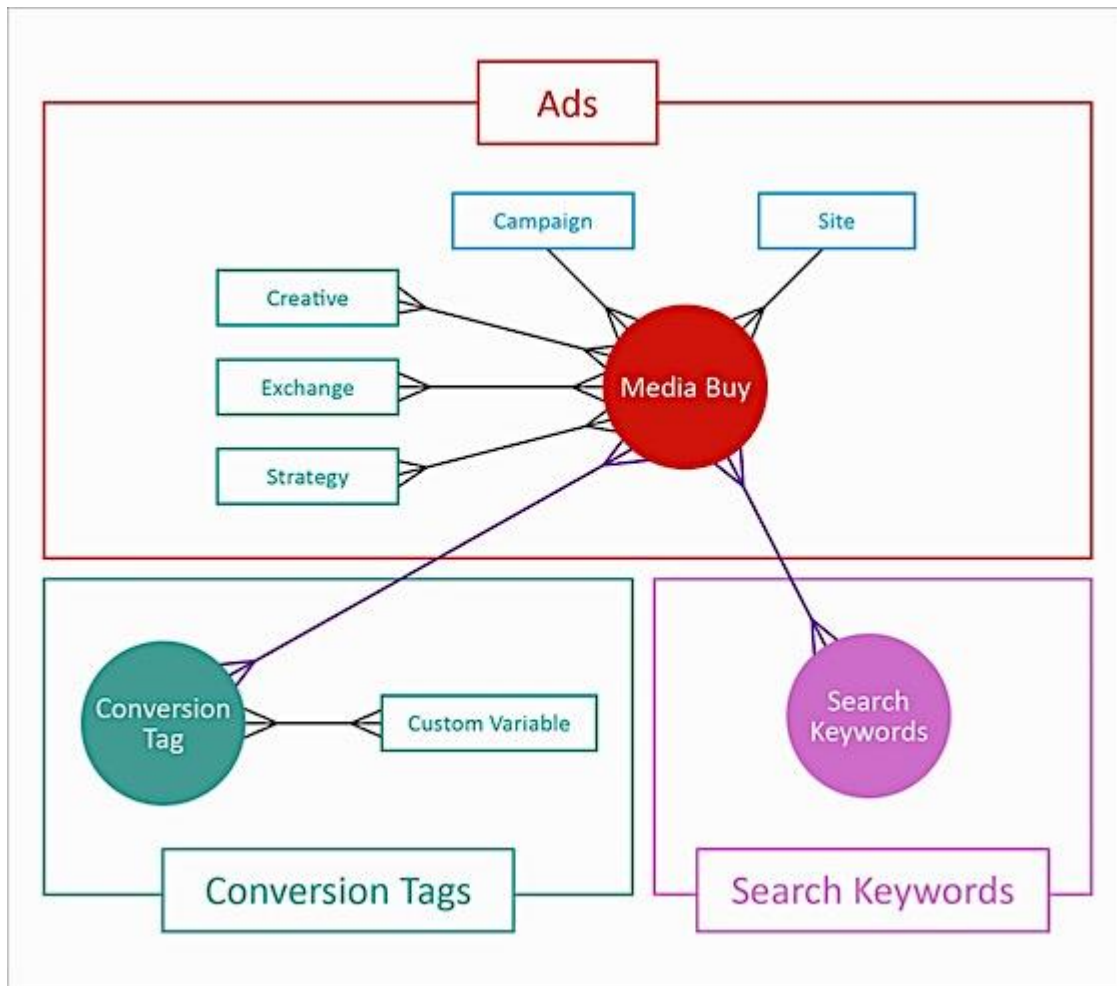 Ads
Campaign
Site
Creative
Exchange
Media Buy
Strategy
Conversion
Tag
Custom Variable
Search
Keywords
Conversion Tags
Search Keywords